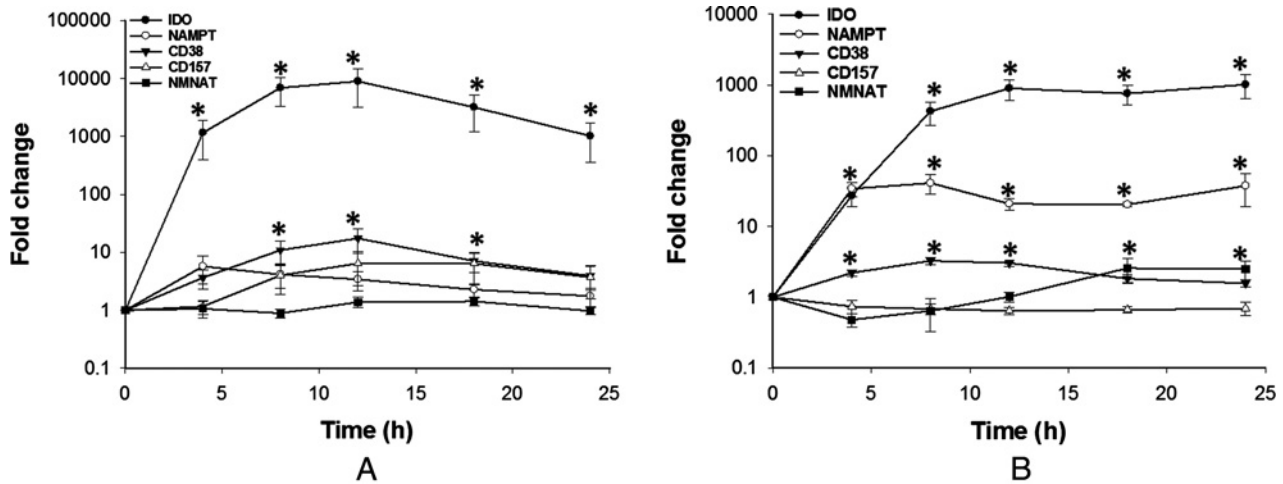 100000
10000
1000
100
10
1
0.1
Fold change
IDO
NAMPT
CD38
CD157
NMNAT
*
*
*
*
*
*
*
*
0 5 10 15 20 25
Time (h)
A
10000
1000
100
10
1
0.1
Fold change
IDO
NAMPT
CD38
CD157
NMNAT
*
*
*
*
*
*
*
*
*
*
*
*
*
*
0 5 10 15 20 25
Time (h)
B